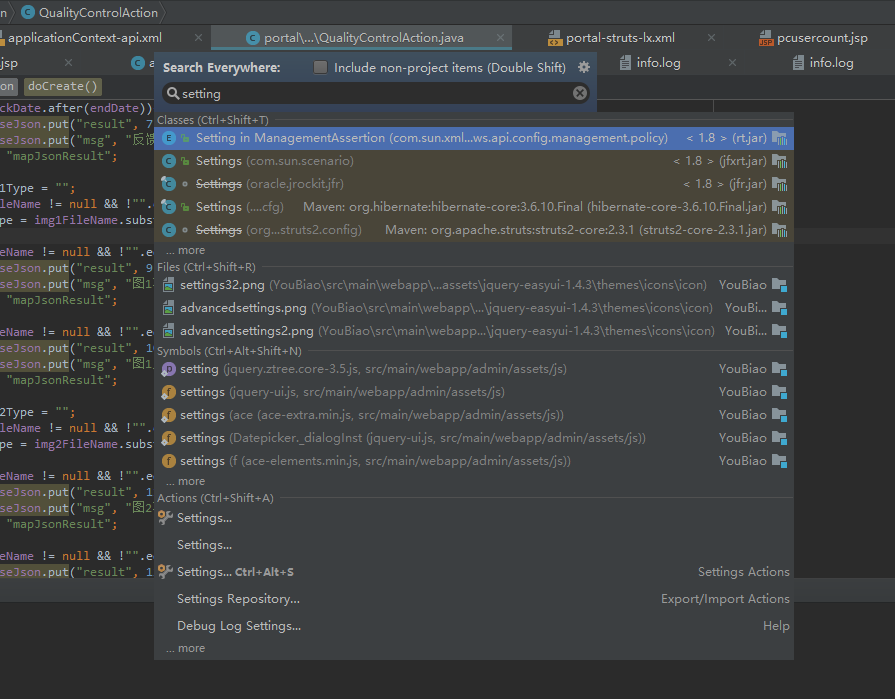 n QualityControlAction
applicationContext-api.xml portal\...\QualityControlAction.java portal-struts-lx.xml pcusercount.jsp
.jsp a info.log info.log
on doCreate()
Search Everywhere: Include non-project items (Double Shift)
setting
ckDate.after(endDate))
seJson.put("result", 7
seJson.put("msg", "反馈
"mapJsonResult";
1Type = "";
leName != null && !"".
pe = img1FileName.subs
eName != null && !"".e
seJson.put("result", 9
seJson.put("msg", "图1
"mapJsonResult";
eName != null && !"".e
seJson.put("result", 1
seJson.put("msg", "图1
"mapJsonResult";
2Type = "";
leName != null && !"".
pe = img2FileName.subs
eName != null && !"".e
seJson.put("result", 1
seJson.put("msg", "图2
"mapJsonResult";
eName != null && !"".e
seJson.put("result", 1
Classes (Ctrl+Shift+T)
Setting in ManagementAssertion (com.sun.xml...ws.api.config.management.policy) < 1.8 > (rt.jar)
Settings (com.sun.scenario) < 1.8 > (jfxrt.jar)
Settings (oracle.jrockit.jfr) < 1.8 > (jfr.jar)
Settings (....cfg) Maven: org.hibernate:hibernate-core:3.6.10.Final (hibernate-core-3.6.10.Final.jar)
Settings (org...struts2.config) Maven: org.apache.struts:struts2-core:2.3.1 (struts2-core-2.3.1.jar)
... more
Files (Ctrl+Shift+R)
settings32.png (YouBiao\src\main\webapp\...assets\jquery-easyui-1.4.3\themes\icons\icon) YouBiao
advancedsettings.png (YouBiao\src\main\webapp\...\jquery-easyui-1.4.3\themes\icons\icon) YouBi...
advancedsettings2.png (YouBiao\src\main\webapp...\jquery-easyui-1.4.3\themes\icons\icon) YouBi...
Symbols (Ctrl+Alt+Shift+N)
setting (jquery.ztree.core-3.5.js, src/main/webapp/admin/assets/js) YouBiao
settings (jquery-ui.js, src/main/webapp/admin/assets/js) YouBiao
settings (ace (ace-extra.min.js, src/main/webapp/admin/assets/js)) YouBiao
settings (Datepicker._dialogInst (jquery-ui.js, src/main/webapp/admin/assets/js)) YouBiao
settings (f (ace-elements.min.js, src/main/webapp/admin/assets/js)) YouBiao
... more
Actions (Ctrl+Shift+A)
Settings...
Settings...
Settings... Ctrl+Alt+S Settings Actions
Settings Repository... Export/Import Actions
Debug Log Settings... Help
... more